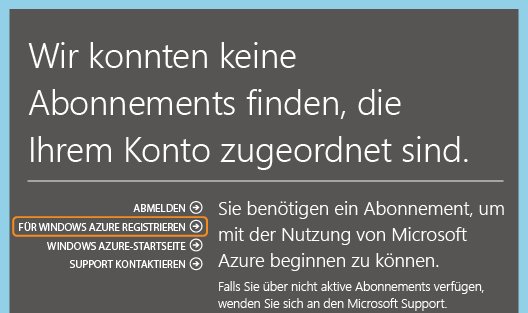 Wir konnten keine
Abonnements finden, die
Ihrem Konto zugeordnet sind.
ABMELDEN
FÜR WINDOWS AZURE REGISTRIEREN
WINDOWS AZURE-STARTSEITE
SUPPORT KONTAKTIEREN
Sie benötigen ein Abonnement, um
mit der Nutzung von Microsoft
Azure beginnen zu können.
Falls Sie über nicht aktive Abonnements verfügen,
wenden Sie sich an den Microsoft Support.